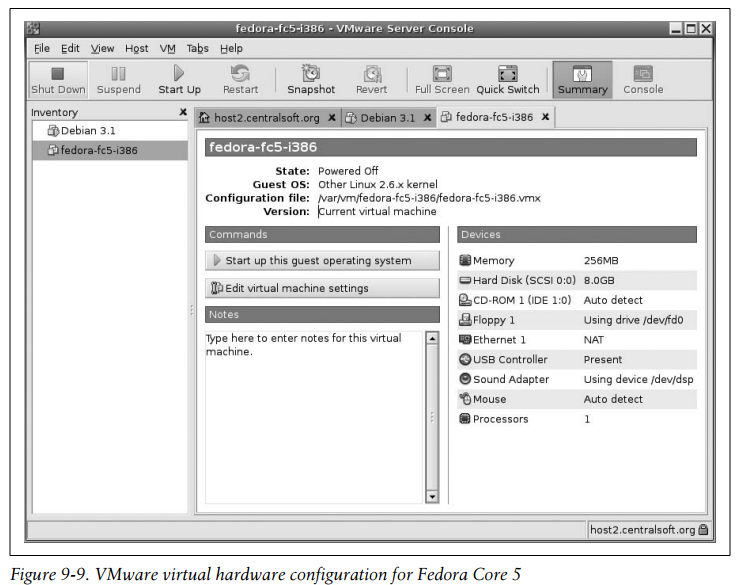 fedora-fc5-i386 - VMware Server Console
File Edit View Host VM Tabs Help
Shut Down Suspend Start Up Restart Snapshot Revert Full Screen Quick Switch Summary Console
Inventory
Debian 3.1
fedora-fc5-i386
host2.centralsoft.org Debian 3.1 fedora-fc5-i386
fedora-fc5-i386
State: Powered Off
Guest OS: Other Linux 2.6.x kernel
Configuration file: /var/vm/fedora-fc5-i386/fedora-fc5-i386.vmx
Version: Current virtual machine
Commands
Start up this guest operating system
Edit virtual machine settings
Notes
Type here to enter notes for this virtual
machine.
Devices
Memory 256MB
Hard Disk (SCSI 0:0) 8.0GB
CD-ROM 1 (IDE 1:0) Auto detect
Floppy 1 Using drive /dev/fd0
Ethernet 1 NAT
USB Controller Present
Sound Adapter Using device /dev/dsp
Mouse Auto detect
Processors 1
host2.centralsoft.org
Figure 9-9. VMware virtual hardware configuration for Fedora Core 5